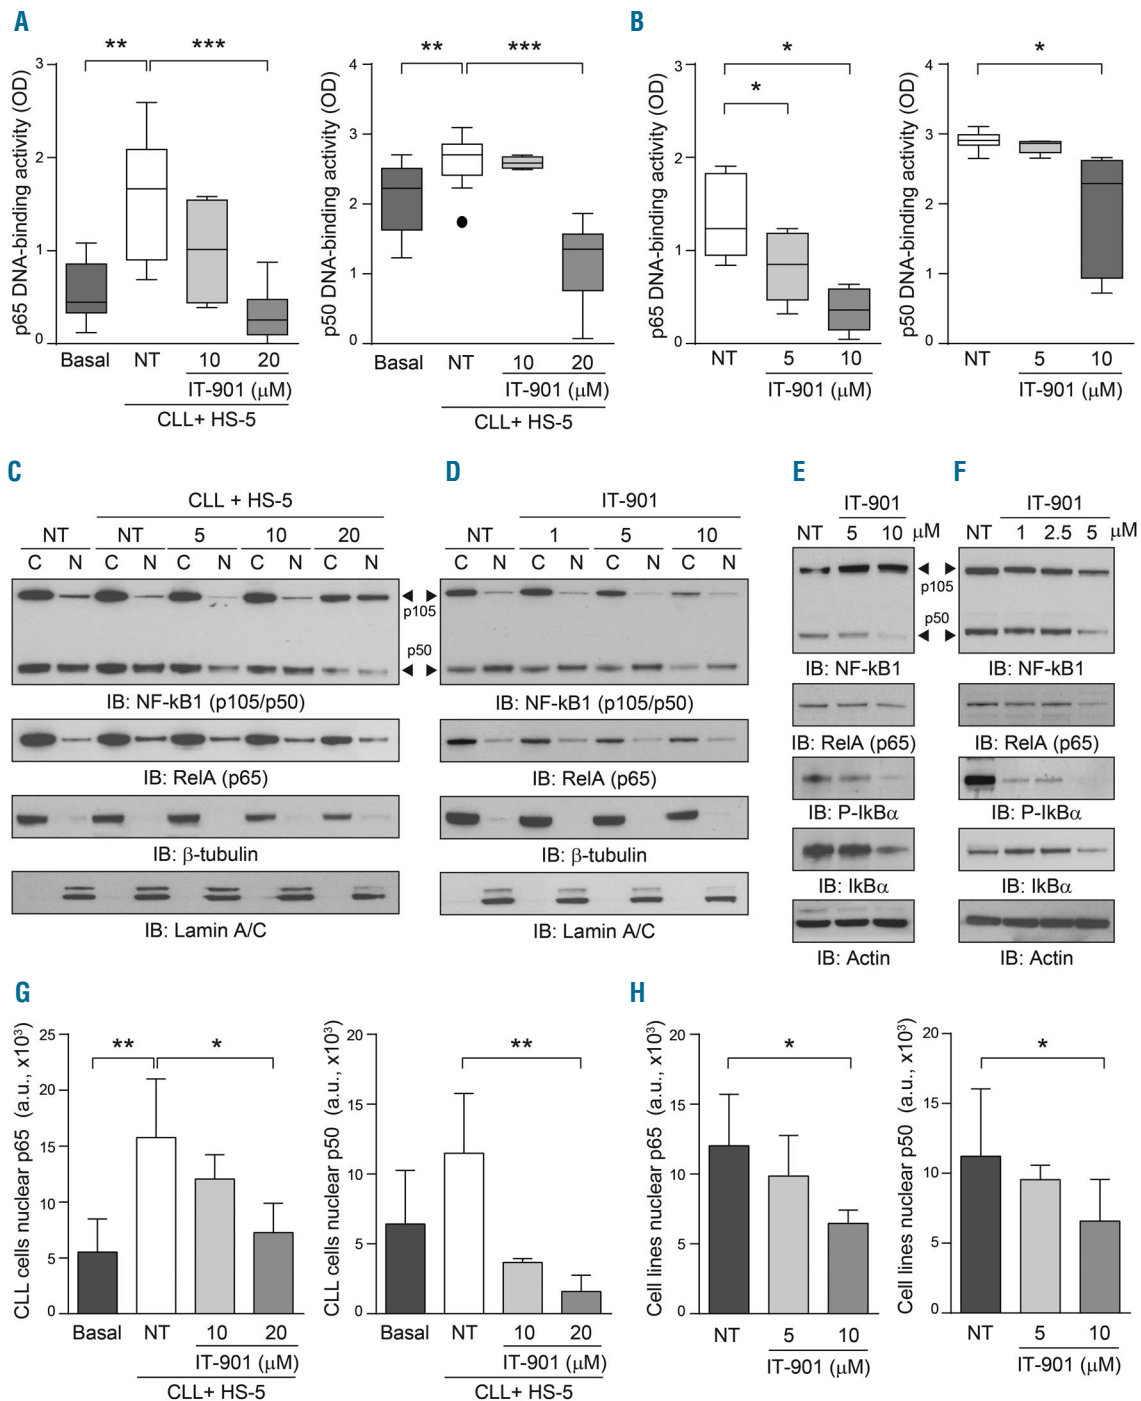 A
** ***
p65 DNA-binding activity (OD)
3
2
1
0
Basal NT 10 20
IT-901 (µM)
CLL+ HS-5
** ***
p50 DNA-binding activity (OD)
4
3
2
1
0
Basal NT 10 20
IT-901 (µM)
CLL+ HS-5
B
*
*
p65 DNA-binding activity (OD)
3
2
1
0
NT 5 10
IT-901 (µM)
*
p50 DNA-binding activity (OD)
4
3
2
1
0
NT 5 10
IT-901 (µM)
C
CLL + HS-5
NT NT 5 10 20
C N C N C N C N C N
p105
p50
IB: NF-kB1 (p105/p50)
IB: RelA (p65)
IB: β-tubulin
IB: Lamin A/C
D
IT-901
NT 1 5 10
C N C N C N C N
IB: NF-kB1 (p105/p50)
IB: RelA (p65)
IB: β-tubulin
IB: Lamin A/C
E
IT-901
NT 5 10 µM
p105
p50
IB: NF-kB1
IB: RelA (p65)
IB: P-IkBα
IB: IkBα
IB: Actin
F
IT-901
NT 1 2.5 5 µM
IB: NF-kB1
IB: RelA (p65)
IB: P-IkBα
IB: IkBα
IB: Actin
G
** *
CLL cells nuclear p65 (a.u., x10³)
25
20
15
10
5
0
Basal NT 10 20
IT-901 (µM)
CLL+ HS-5
**
CLL cells nuclear p50 (a.u., x10³)
20
15
10
5
0
Basal NT 10 20
IT-901 (µM)
CLL+ HS-5
H
*
Cell lines nuclear p65 (a.u., x10³)
20
15
10
5
0
NT 5 10
IT-901 (µM)
*
Cell lines nuclear p50 (a.u., x10³)
20
15
10
5
0
NT 5 10
IT-901 (µM)